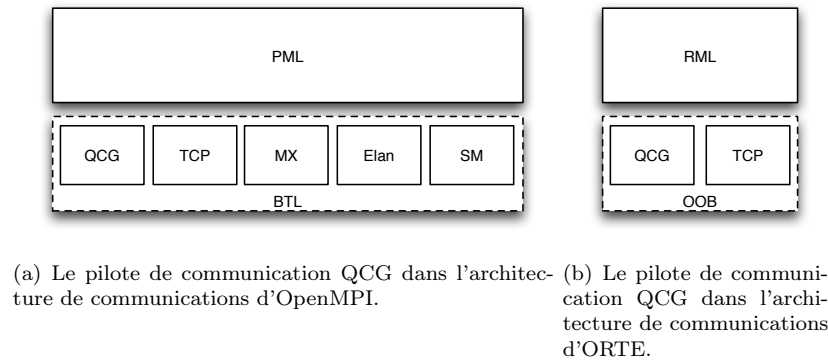 PML
QCG TCP MX Elan SM
BTL
RML
QCG TCP
OOB
(a) Le pilote de communication QCG dans l'architec-
ture de communications d'OpenMPI.
(b) Le pilote de communi-
cation QCG dans l'archi-
tecture de communications
d'ORTE.